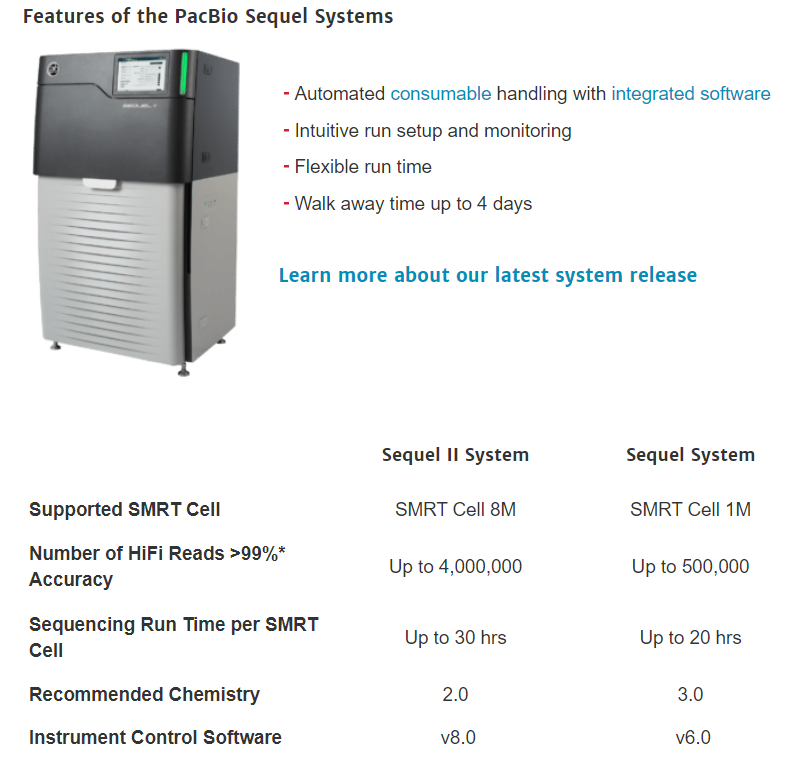 Features of the PacBio Sequel Systems
- Automated consumable handling with integrated software
- Intuitive run setup and monitoring
- Flexible run time
- Walk away time up to 4 days
Learn more about our latest system release
Sequel II System Sequel System
Supported SMRT Cell SMRT Cell 8M SMRT Cell 1M
Number of HiFi Reads >99%*
Accuracy Up to 4,000,000 Up to 500,000
Sequencing Run Time per SMRT
Cell Up to 30 hrs Up to 20 hrs
Recommended Chemistry 2.0 3.0
Instrument Control Software v8.0 v6.0